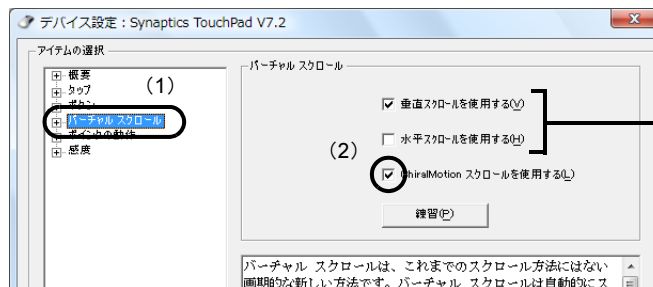 デバイス設定：Synaptics TouchPad V7.2
アイテムの選択
概要
タップ
ボタン
バーチャル スクロール
ポインタの動作
感度
(1)
バーチャル スクロール
垂直スクロールを使用する(V)
水平スクロールを使用する(H)
(2)
ChiralMotion スクロールを使用する(L)
練習(P)
バーチャル スクロールは、これまでのスクロール方法にはない
画期的な新しい方法です。バーチャル スクロールは自動的にス